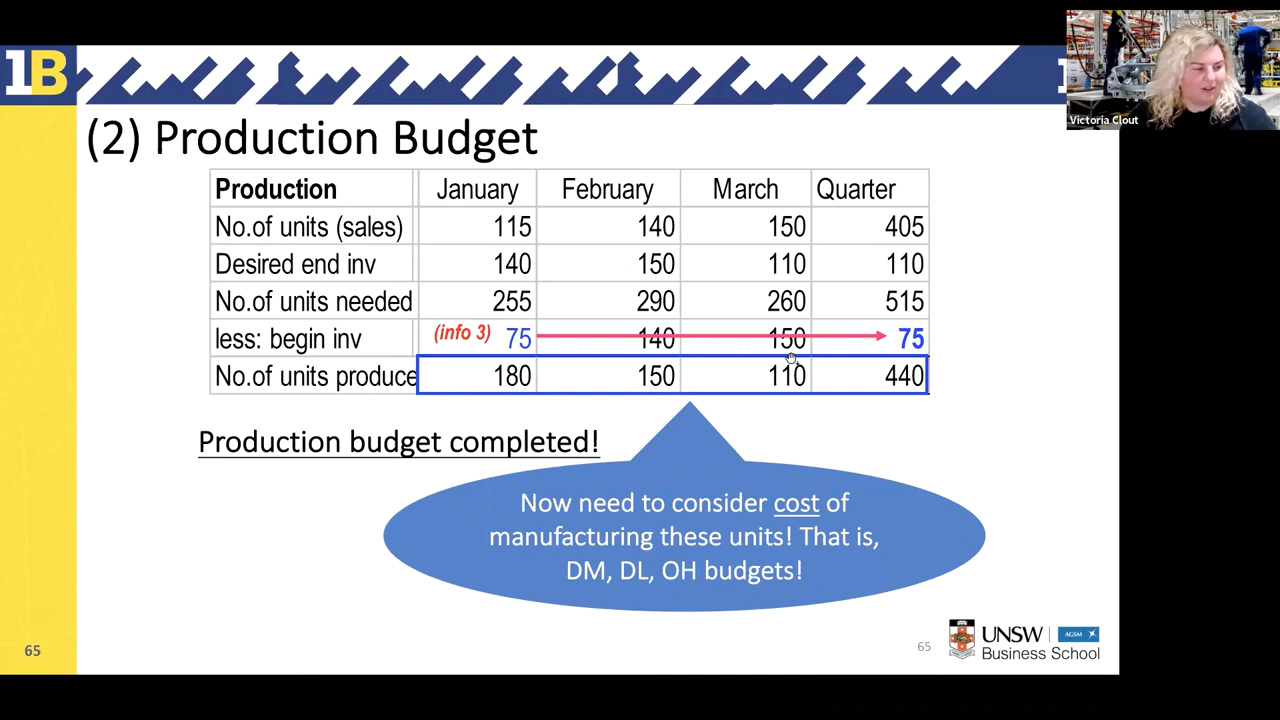 1B
1
Victoria Clout
(2) Production Budget
Production January February March Quarter
No.of units (sales) 115 140 150 405
Desired end inv 140 150 110 110
No.of units needed 255 290 260 515
less: begin inv (info 3) 75 140 150 75
No.of units produce 180 150 110 440
Production budget completed!
Now need to consider cost of
manufacturing these units! That is,
DM, DL, OH budgets!
65
65
UNSW AGSM
Business School